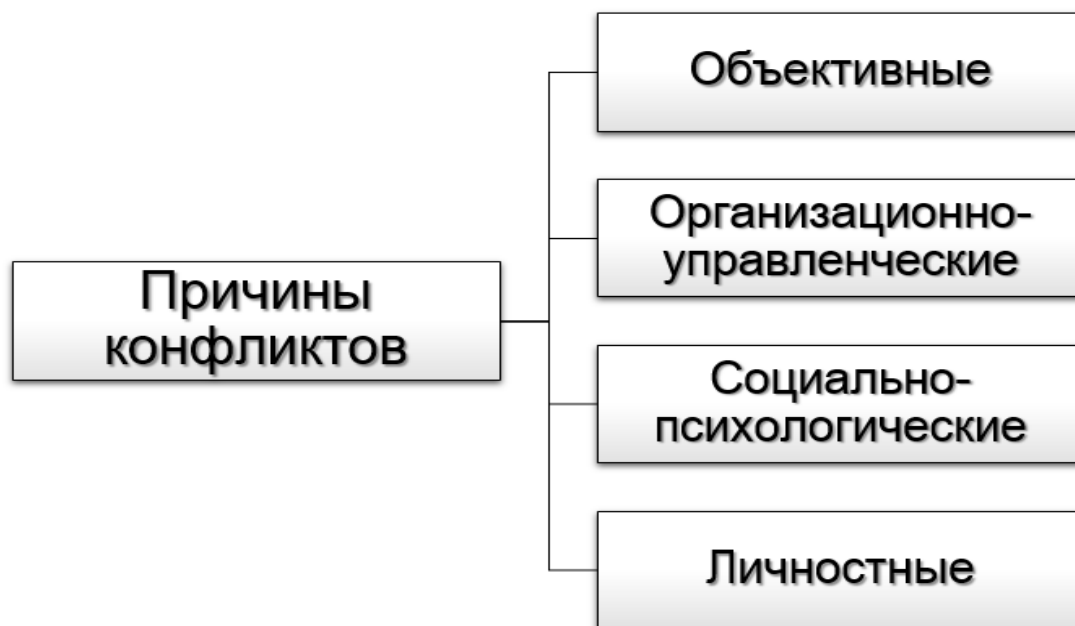 Объективные
Организационно-
управленческие
Причины
конфликтов
Социально-
психологические
Личностные